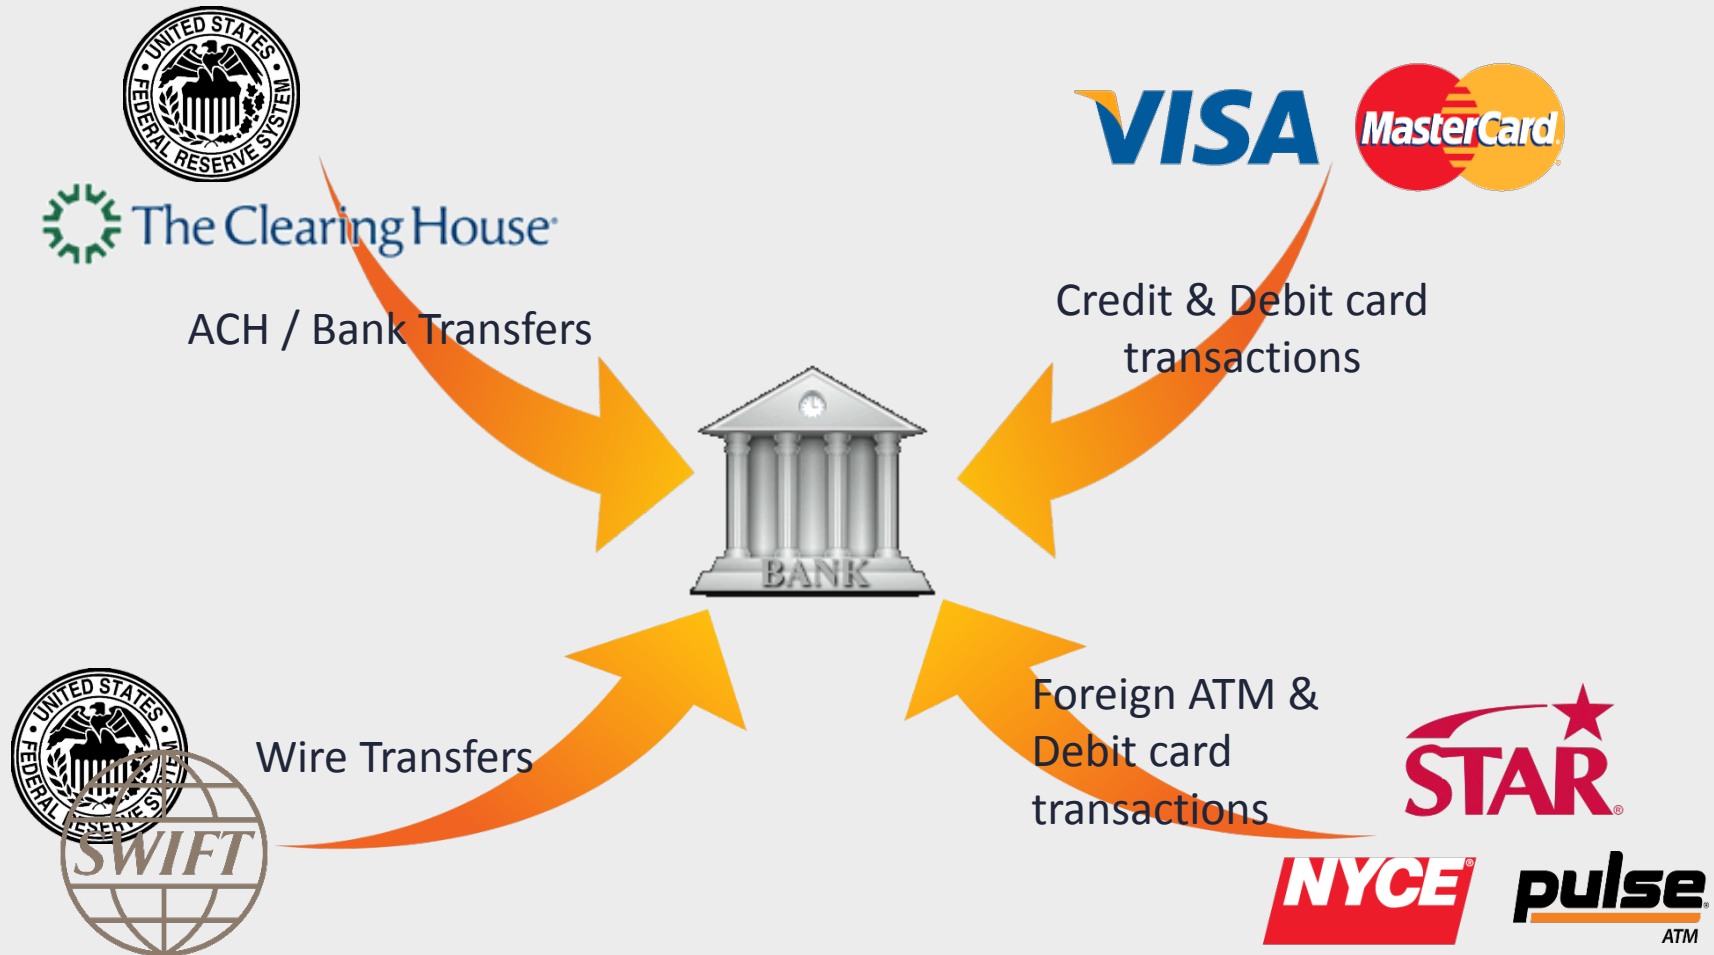 UNITED STATES
FEDERAL RESERVE SYSTEM
The Clearing House
ACH / Bank Transfers
VISA
MasterCard
Credit & Debit card
transactions
BANK
UNITED STATES
FEDERAL
SWIFT
Wire Transfers
Foreign ATM &
Debit card
transactions
STAR®
NYCE®
pulse
ATM